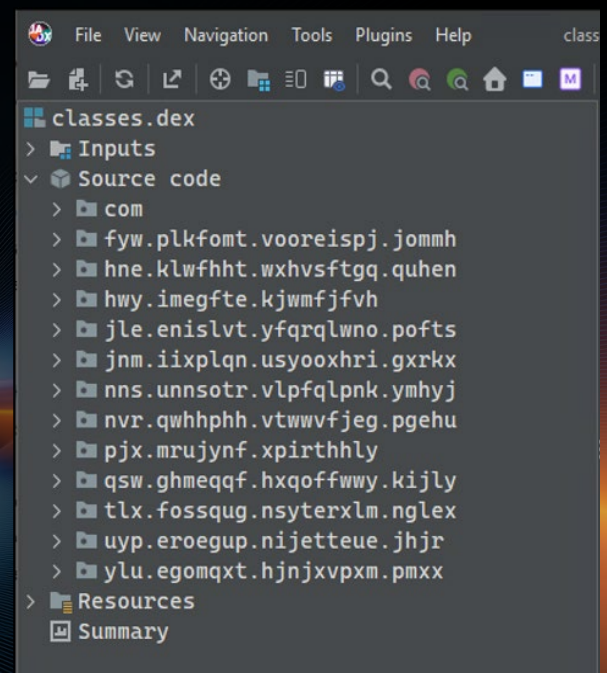 File View Navigation Tools Plugins Help class
classes.dex
Inputs
Source code
com
fyw.plkfomt.vooreispj.jommh
hne.klwfhht.wxhvsftgq.quhen
hwy.imegfte.kjwmfjfvh
jle.enislvt.yfqrqlwno.pofts
jnm.iixplqn.usyooxhri.gxrkx
nns.unnsotr.vlpfqlpnk.ymhyj
nvr.qwhhphh.vtwwvfjeg.pgehu
pjx.mrujynf.xpirthhly
qsw.ghmeqqf.hxqoffwwy.kijly
tlx.fossqug.nsyterxlm.nglex
uyp.eroegup.nijetteue.jhjr
ylu.egomqxt.hjnjxvpxm.pmxx
Resources
Summary